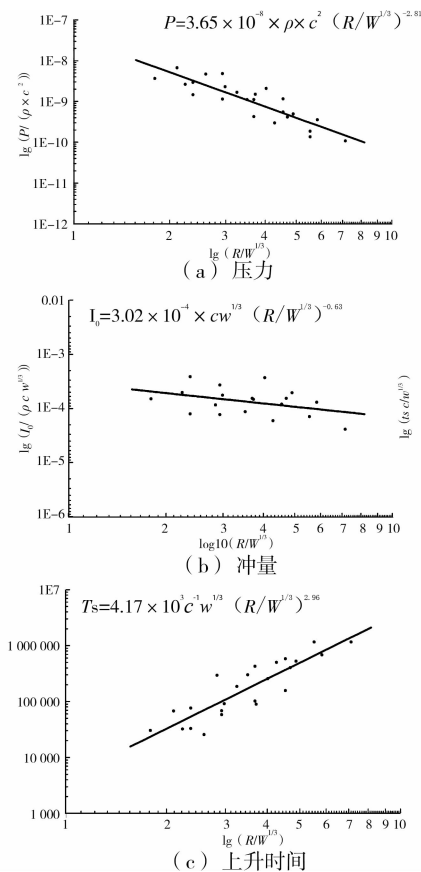 P=3.65 × 10⁻⁸ × ρ× c² (R/W^1/3)^-2.81
1E-7
1E-8
1E-9
1E-10
1E-11
1E-12
lg (P/ (ρ× c²)
1 2 3 4 5 6 7 8 9 10
lg (R/W^1/3)
(a) 压力
I₀=3.02 × 10⁻⁴ × cw^1/3 (R/W^1/3)^-0.63
0.01
1E-3
1E-4
1E-5
1E-6
lg (I₀/ (ρ c w^1/3))
lg (ts c/w^1/3)
1 2 3 4 5 6 7 8 9 10
log10 (R/W^1/3)
(b) 冲量
Ts=4.17 × 10³ c⁻¹ w^1/3 (R/W^1/3)^2.96
1E7
1 000 000
100 000
10 000
1 000
1 2 3 4 5 6 7 8 9 10
lg (R/W^1/3)
(c) 上升时间